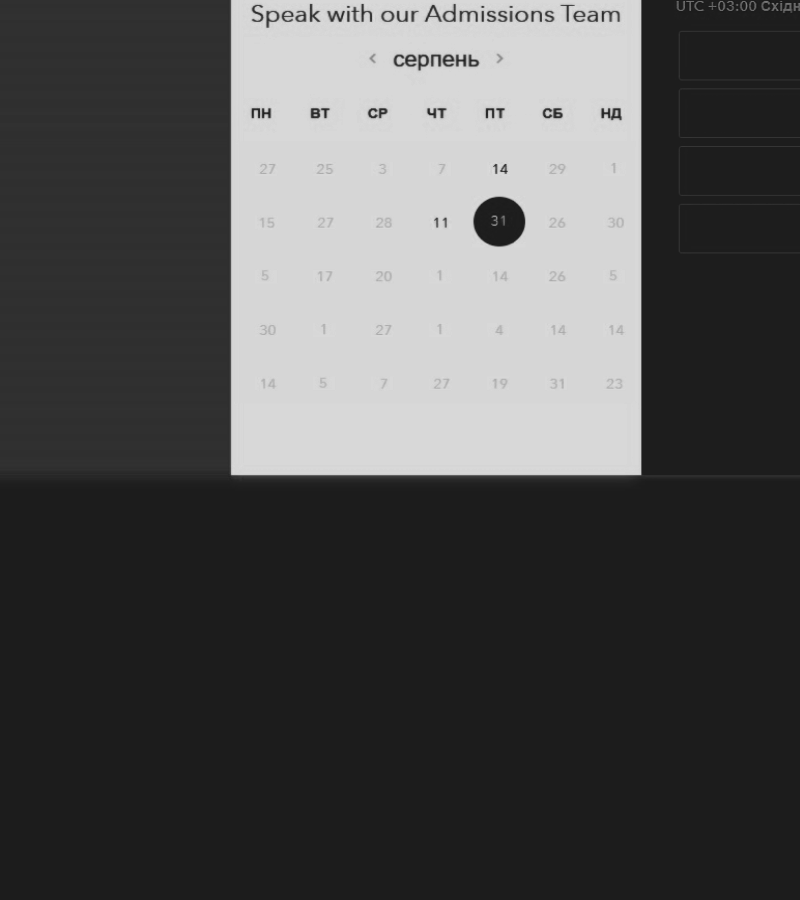 Speak with our Admissions Team
UTC +03:00 Східн
< серпень >
ПН ВТ СР ЧТ ПТ СБ НД
27 25 3 7 14 29 1
15 27 28 11 31 26 30
5 17 20 1 14 26 5
30 1 27 1 4 14 14
14 5 7 27 19 31 23